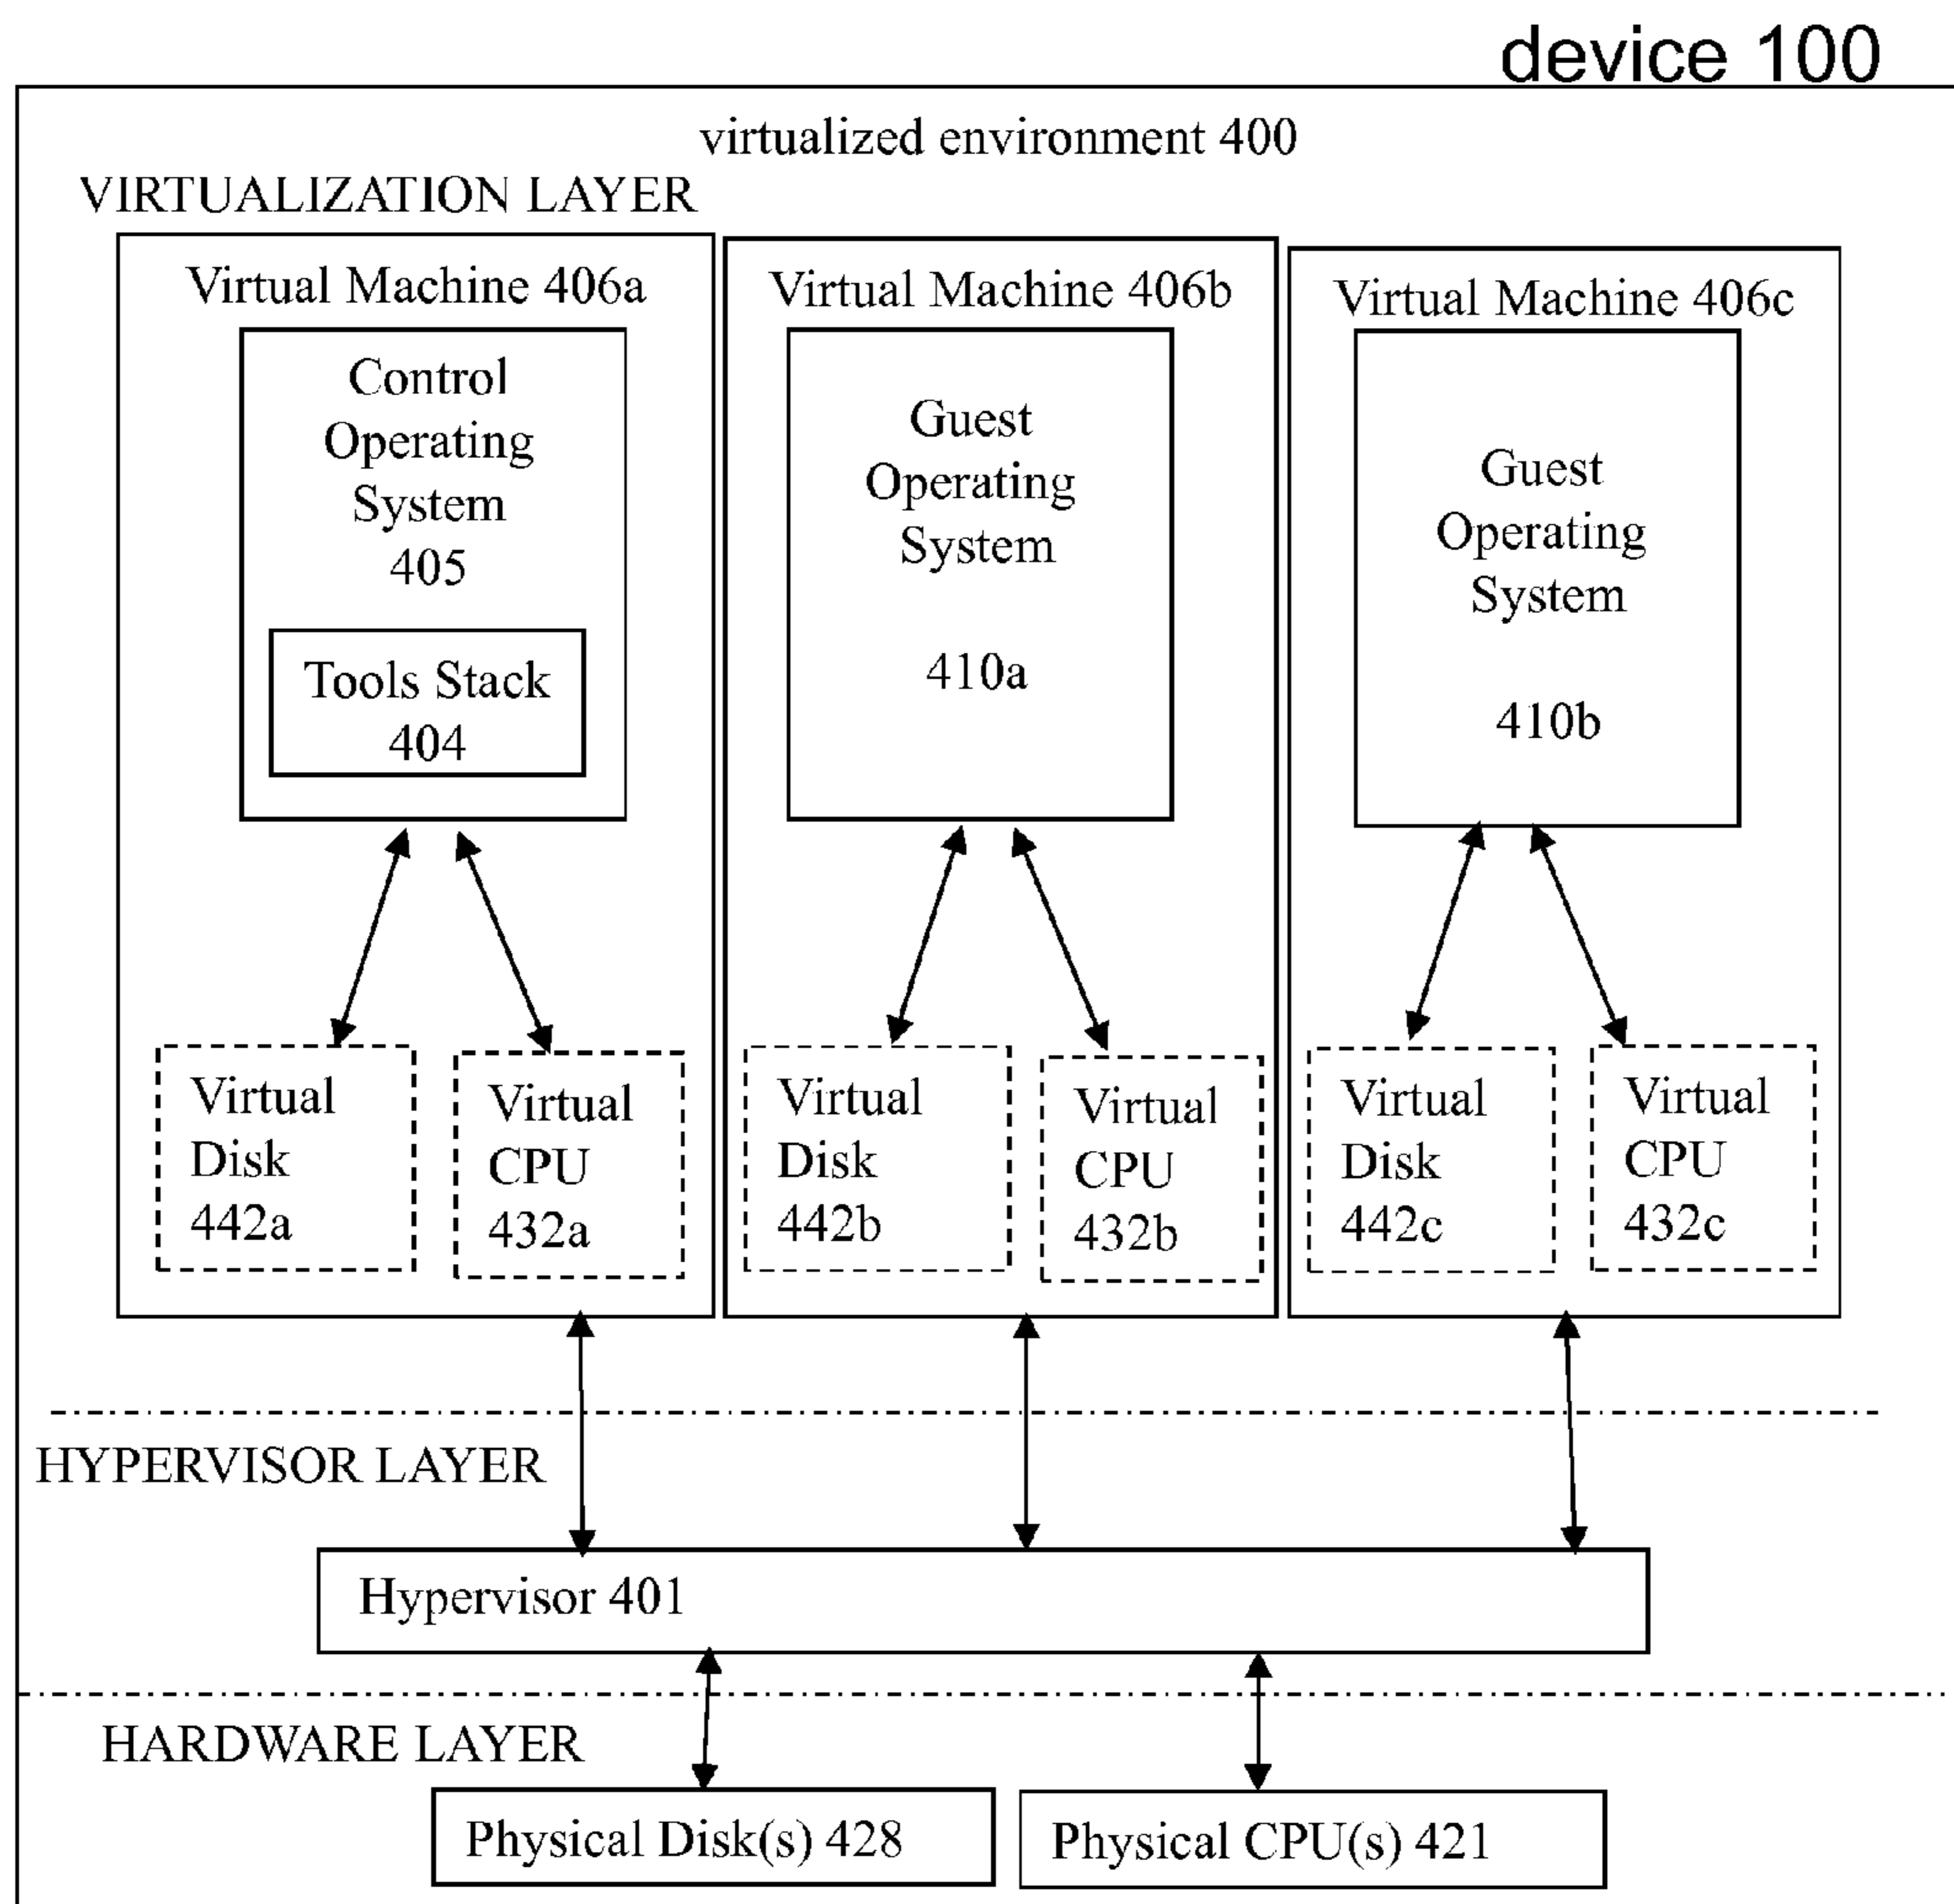 device 100
virtualized environment 400
VIRTUALIZATION LAYER
Virtual Machine 406a
Control
Operating
System
405
Tools Stack
404
Virtual
Disk
442a
Virtual
CPU
432a
Virtual Machine 406b
Guest
Operating
System
410a
Virtual
Disk
442b
Virtual
CPU
432b
Virtual Machine 406c
Guest
Operating
System
410b
Virtual
Disk
442c
Virtual
CPU
432c
HYPERVISOR LAYER
Hypervisor 401
HARDWARE LAYER
Physical Disk(s) 428
Physical CPU(s) 421